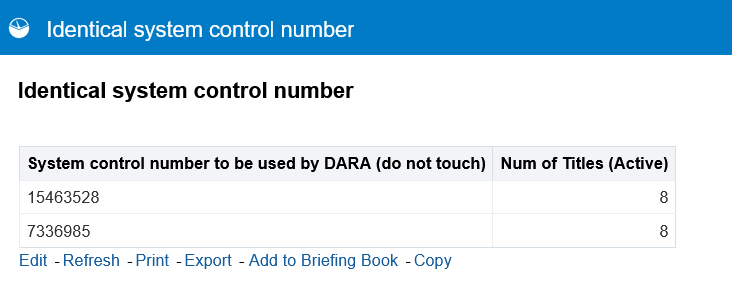 Identical system control number
Identical system control number
System control number to be used by DARA (do not touch) Num of Titles (Active)
15463528 8
7336985 8
Edit - Refresh - Print - Export - Add to Briefing Book - Copy